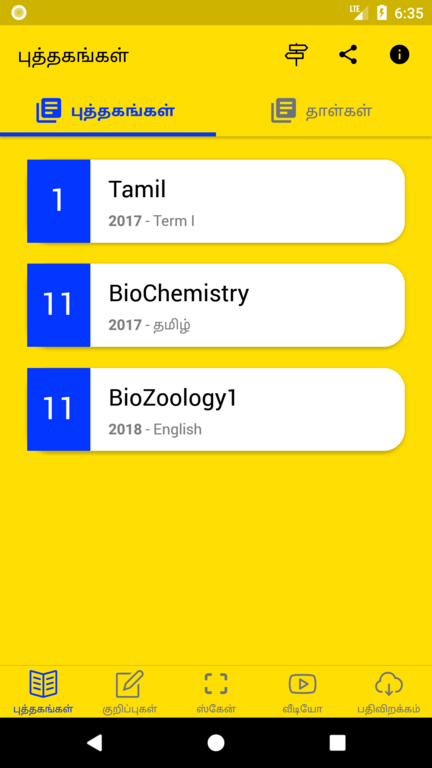 LTE 6:35
புத்தகங்கள்
புத்தகங்கள் தாள்கள்
1 Tamil
2017 - Term I
11 BioChemistry
2017 - தமிழ்
11 BioZoology1
2018 - English
புத்தகங்கள் குறிப்புகள் ஸ்கேன் வீடியோ பதிவிறக்கம்